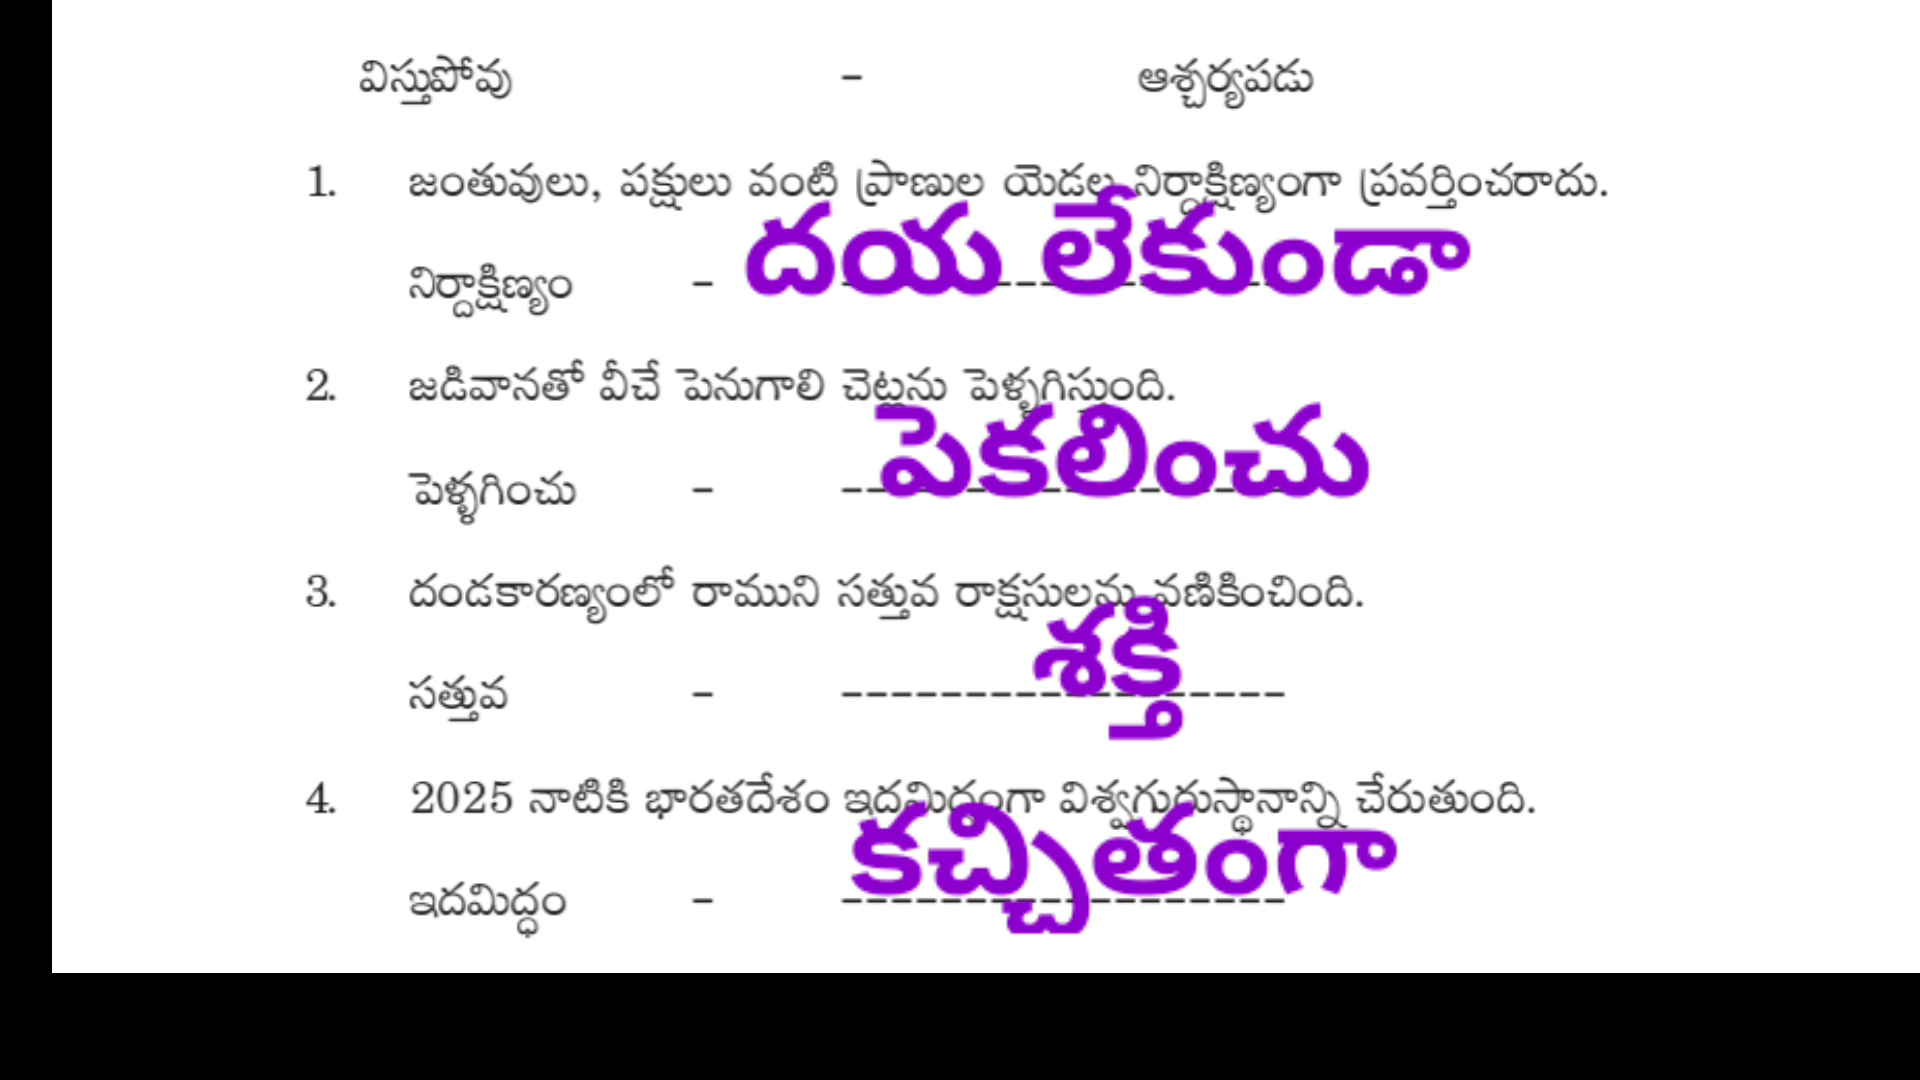 విస్తుపోవు - ఆశ్చర్యపడు
1. జంతువులు, పక్షులు వంటి ప్రాణుల యెడల నిర్దాక్షిణ్యంగా ప్రవర్తించరాదు.
నిర్దాక్షిణ్యం - దయ లేకుండా
2. జడివానతో వీచే పెనుగాలి చెట్లను పెళ్ళగిస్తుంది.
పెళ్ళగించు - పెకలించు
3. దండకారణ్యంలో రాముని సత్తువ రాక్షసులను వణికించింది.
సత్తువ - శక్తి
4. 2025 నాటికి భారతదేశం ఇదమిద్ధంగా విశ్వగురుస్థానాన్ని చేరుతుంది.
ఇదమిద్ధం - కచ్చితంగా